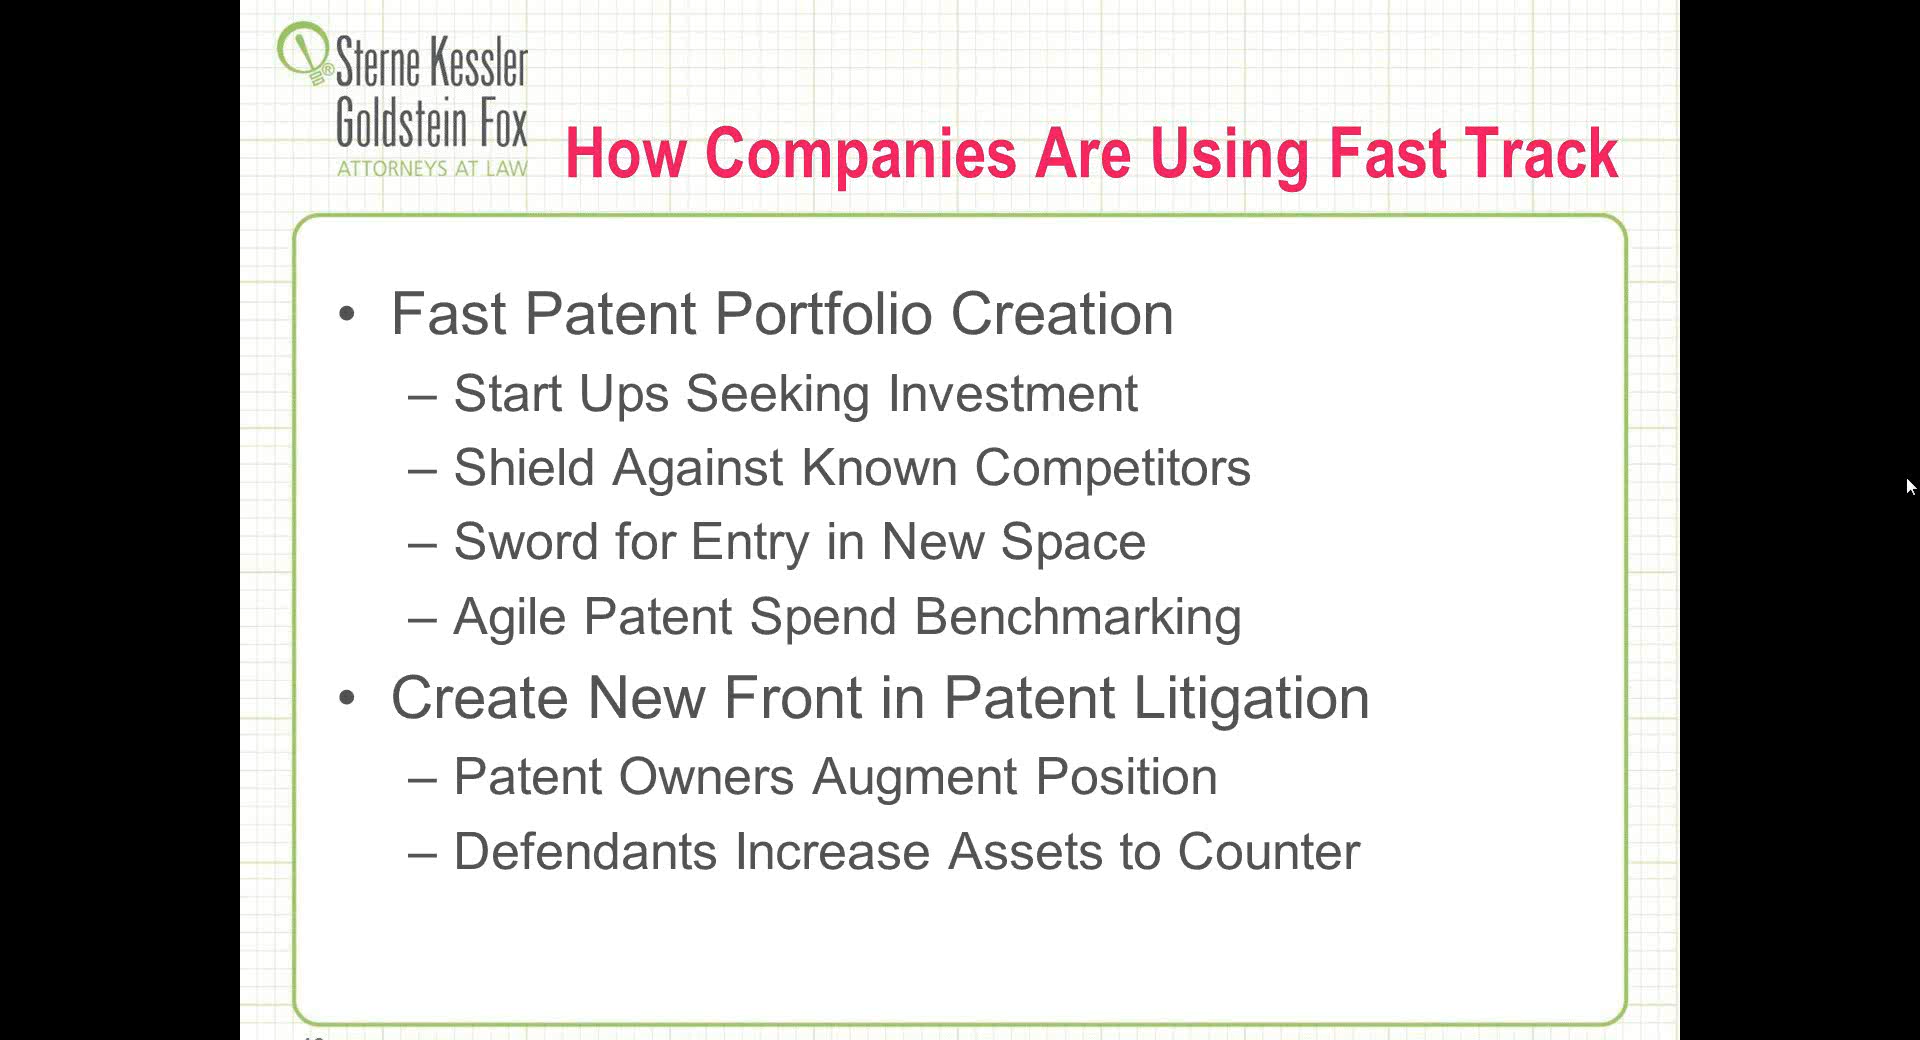 Sterne Kessler
Goldstein Fox
ATTORNEYS AT LAW
How Companies Are Using Fast Track
• Fast Patent Portfolio Creation
– Start Ups Seeking Investment
– Shield Against Known Competitors
– Sword for Entry in New Space
– Agile Patent Spend Benchmarking
• Create New Front in Patent Litigation
– Patent Owners Augment Position
– Defendants Increase Assets to Counter